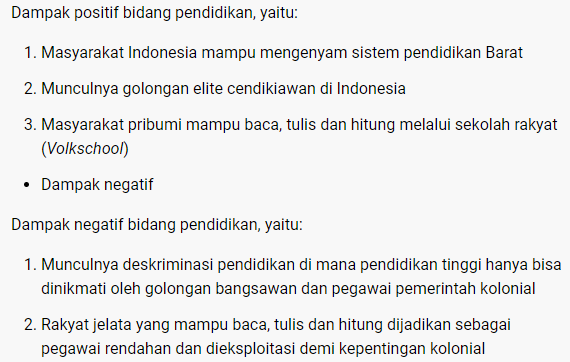 Dampak positif bidang pendidikan, yaitu:
1. Masyarakat Indonesia mampu mengenyam sistem pendidikan Barat
2. Munculnya golongan elite cendikiawan di Indonesia
3. Masyarakat pribumi mampu baca, tulis dan hitung melalui sekolah rakyat
(Volkschool)
• Dampak negatif
Dampak negatif bidang pendidikan, yaitu:
1. Munculnya deskriminasi pendidikan di mana pendidikan tinggi hanya bisa
dinikmati oleh golongan bangsawan dan pegawai pemerintah kolonial
2. Rakyat jelata yang mampu baca, tulis dan hitung dijadikan sebagai
pegawai rendahan dan dieksploitasi demi kepentingan kolonial